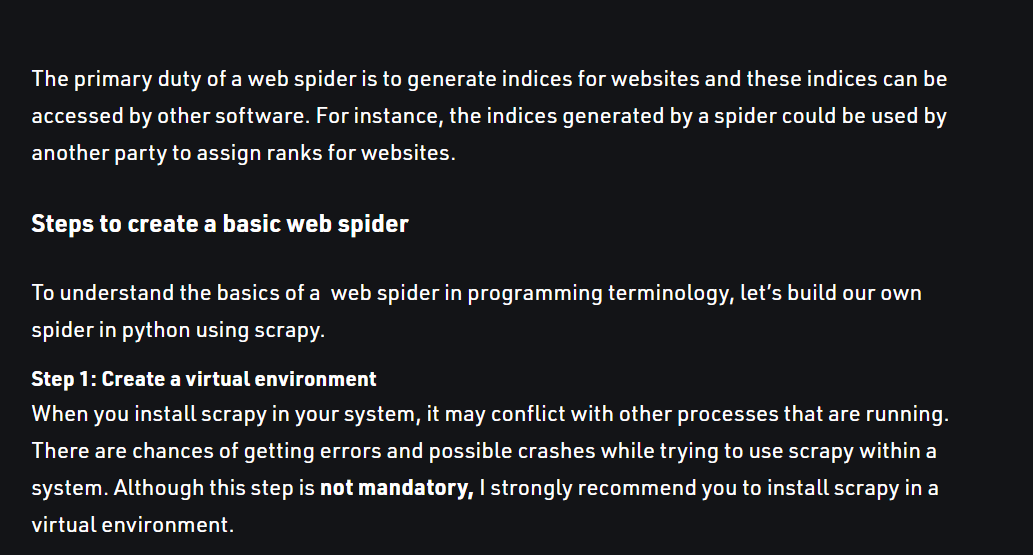 The primary duty of a web spider is to generate indices for websites and these indices can be
accessed by other software. For instance, the indices generated by a spider could be used by
another party to assign ranks for websites.
Steps to create a basic web spider
To understand the basics of a  web spider in programming terminology, let’s build our own
spider in python using scrapy.
Step 1: Create a virtual environment
When you install scrapy in your system, it may conflict with other processes that are running.
There are chances of getting errors and possible crashes while trying to use scrapy within a
system. Although this step is not mandatory, I strongly recommend you to install scrapy in a
virtual environment.